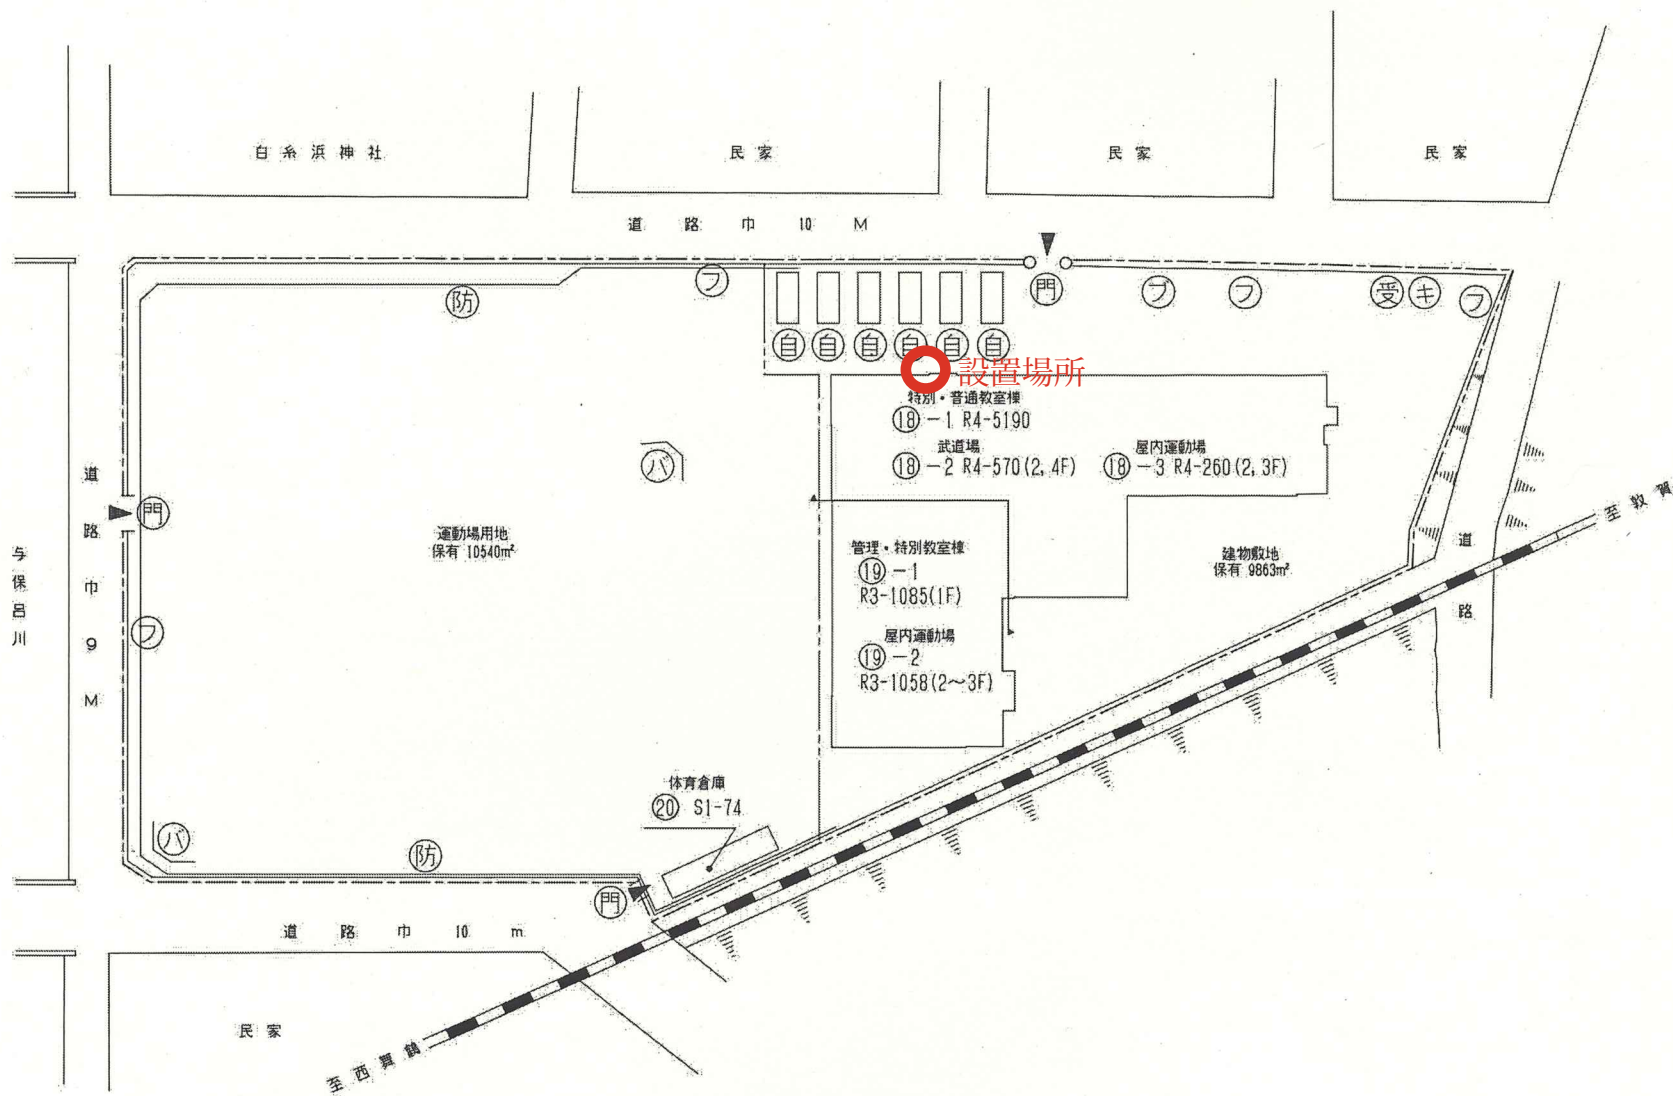 白糸浜神社
民家
民家
民家
道路巾10M
門
防
フ
ブ
フ
受
キ
フ
自
自
自
自
自
自
設置場所
特別・普通教室棟
⑱-1 R4-5190
武道場
⑱-2 R4-570(2,4F)
屋内運動場
⑱-3 R4-260(2,3F)
バ
門
道路巾9M
与保呂川
運動場用地
保有 10540m²
管理・特別教室棟
⑲-1
R3-1085(1F)
屋内運動場
⑲-2
R3-1058(2〜3F)
建物敷地
保有 9863m²
道路
至敦賀
フ
体育倉庫
⑳ S1-74
バ
防
門
道路巾10m
民家
至西舞鶴